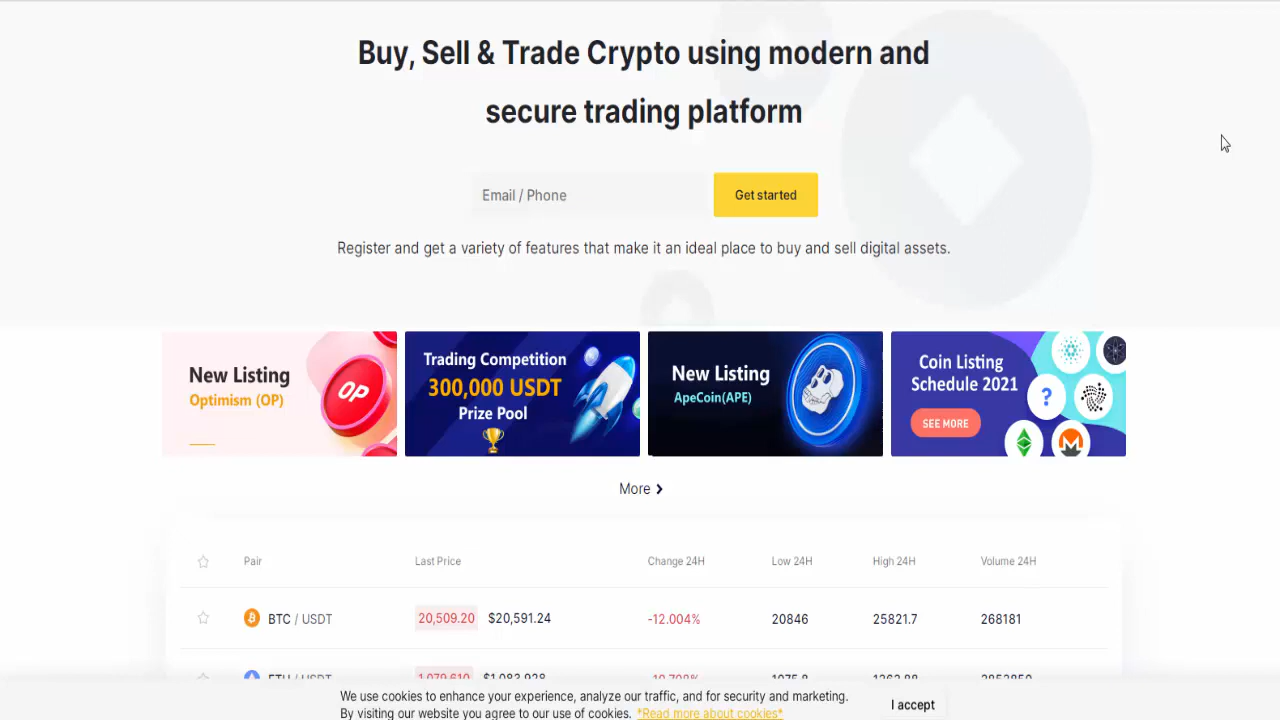 Buy, Sell & Trade Crypto using modern and
secure trading platform
Email / Phone
Get started
Register and get a variety of features that make it an ideal place to buy and sell digital assets.
New Listing
Optimism (OP)
OP
Trading Competition
300,000 USDT
Prize Pool
New Listing
ApeCoin(APE)
Coin Listing
Schedule 2021
SEE MORE
?
More
Pair Last Price Change 24H Low 24H High 24H Volume 24H
BTC / USDT 20,509.20 $20,591.24 -12.004% 20846 25821.7 268181
ETH / USDT
We use cookies to enhance your experience, analyze our traffic, and for security and marketing.
By visiting our website you agree to our use of cookies. *Read more about cookies*
I accept